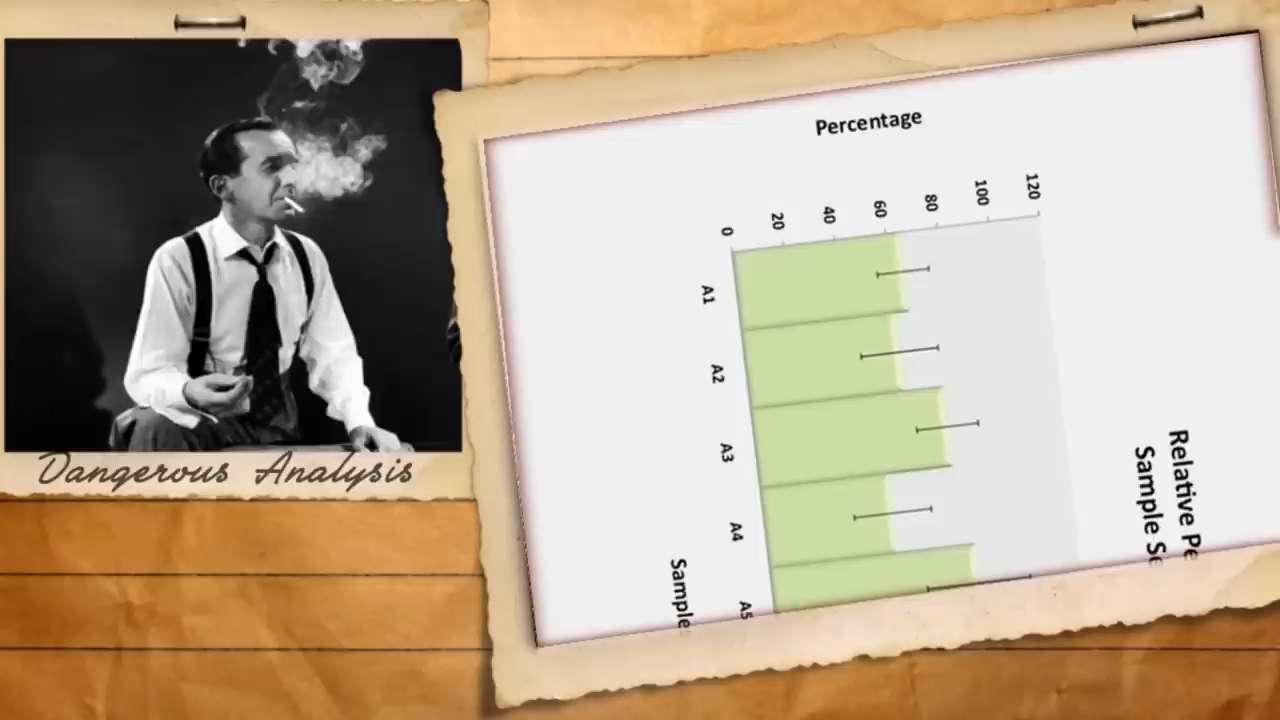 Dangerous Analysis
Percentage
0
20
40
60
80
100
120
A1
A2
A3
A4
A5
Sample
Relative Pe
Sample Se